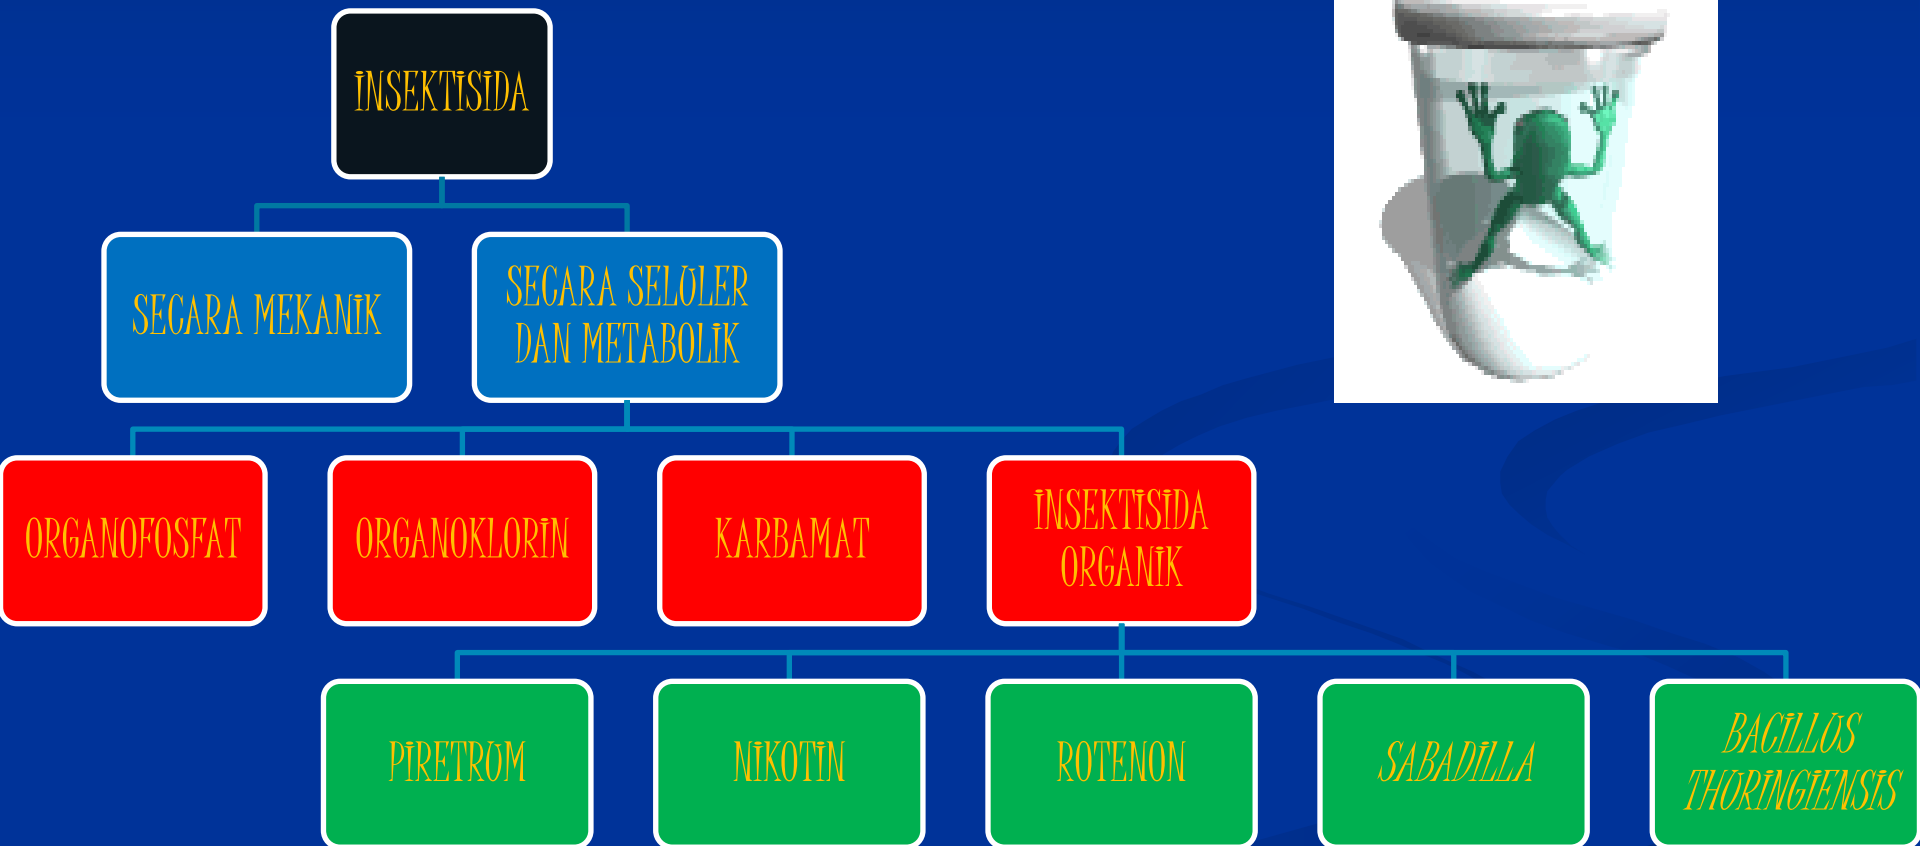 INSEKTISIDA
SECARA MEKANIK
SECARA SELULER
DAN METABOLIK
ORGANOFOSFAT
ORGANOKLORIN
KARBAMAT
INSEKTISIDA
ORGANIK
PIRETRUM
NIKOTIN
ROTENON
SABADILLA
BACILLUS
THURINGIENSIS